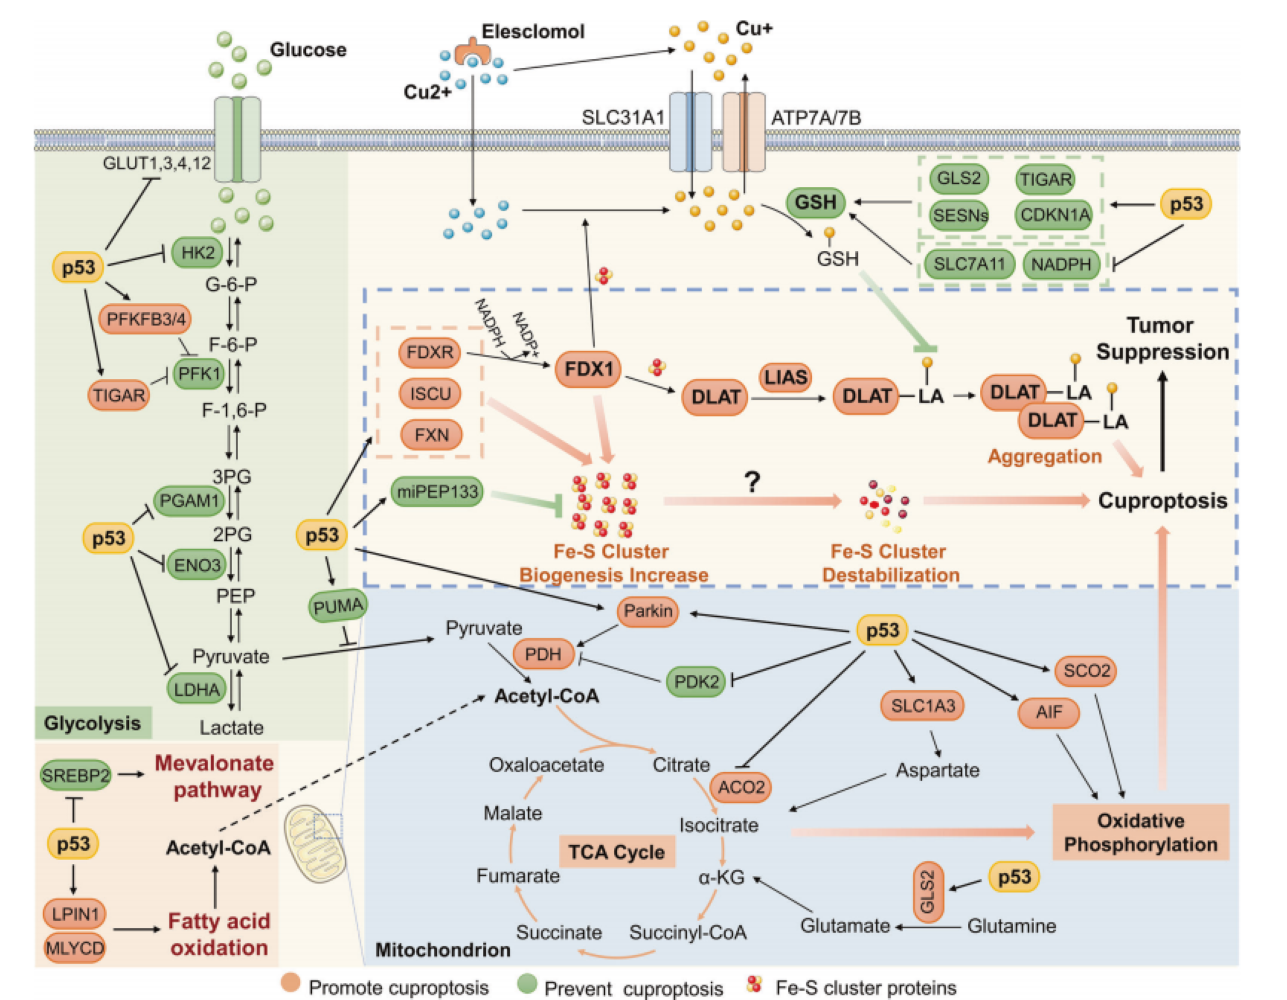 Glucose
Elesclomol
Cu2+
Cu+
SLC31A1
ATP7A/7B
GLUT1,3,4,12
p53
HK2
G-6-P
PFKFB3/4
F-6-P
PFK1
TIGAR
F-1,6-P
3PG
PGAM1
2PG
p53
ENO3
PEP
Pyruvate
LDHA
Lactate
Glycolysis
GSH
GSH
GLS2
TIGAR
SESNs
CDKN1A
SLC7A11
NADPH
p53
FDXR
ISCU
FXN
NADPH
NADP+
FDX1
DLAT
LIAS
DLAT
LA
DLAT
LA
DLAT
LA
Aggregation
Tumor
Suppression
Cuproptosis
miPEP133
p53
PUMA
?
Fe-S Cluster
Biogenesis Increase
Fe-S Cluster
Destabilization
Pyruvate
Parkin
PDH
PDK2
p53
Acetyl-CoA
SLC1A3
AIF
SCO2
Aspartate
Oxaloacetate
Citrate
ACO2
Malate
Isocitrate
TCA Cycle
Fumarate
α-KG
Succinate
Succinyl-CoA
Oxidative
Phosphorylation
GLS2
p53
Glutamate
Glutamine
Mitochondrion
SREBP2
Mevalonate
pathway
p53
Acetyl-CoA
LPIN1
MLYCD
Fatty acid
oxidation
Promote cuproptosis
Prevent cuproptosis
Fe-S cluster proteins